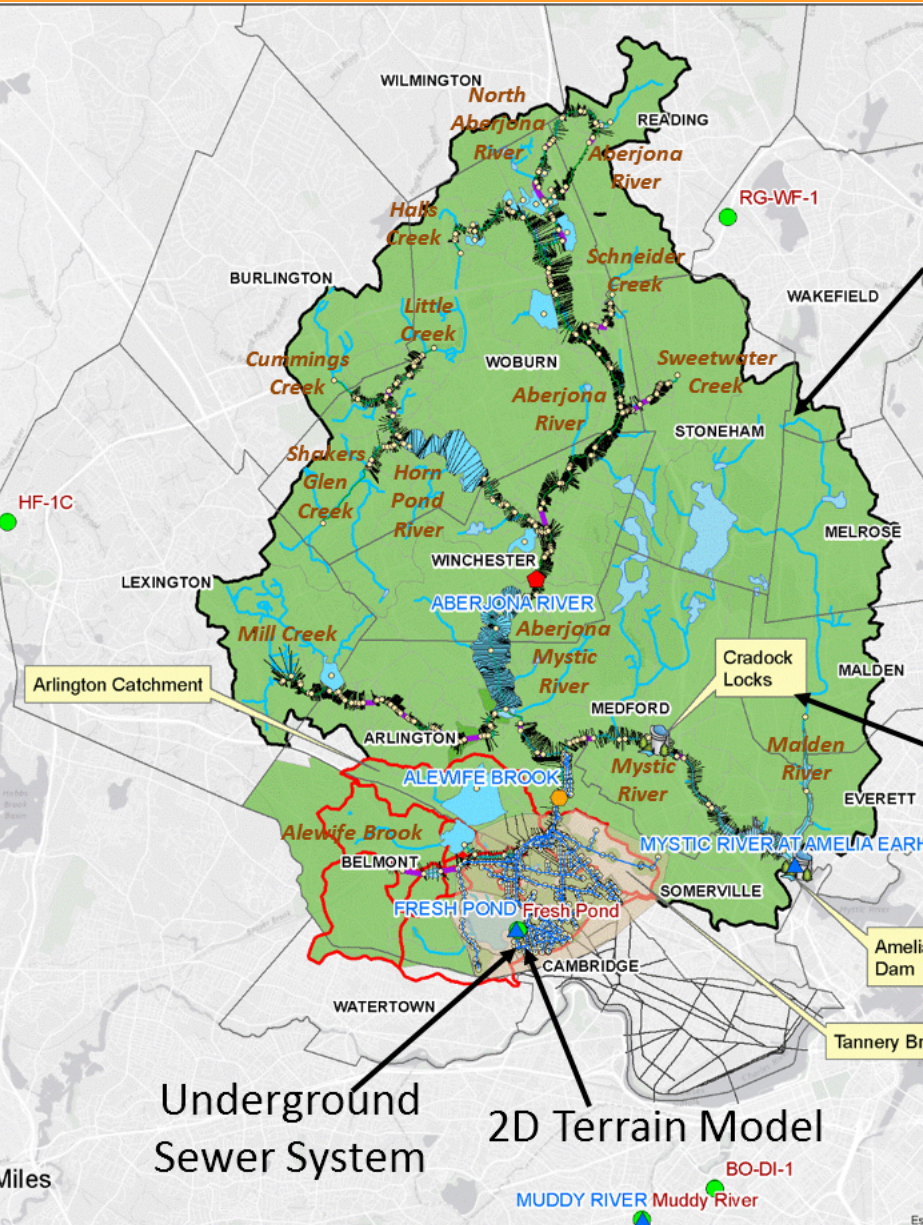 WILMINGTON
North
Aberjona
River
READING
Aberjona
River
RG-WF-1
Halls
Creek
Schneider
Creek
BURLINGTON
WAKEFIELD
Little
Creek
Cummings
Creek
WOBURN
Sweetwater
Creek
Aberjona
River
STONEHAM
Shakers
Glen
Creek
Horn
Pond
River
HF-1C
MELROSE
WINCHESTER
LEXINGTON
ABERJONA RIVER
Mill Creek
Aberjona
Mystic
River
Cradock
Locks
Arlington Catchment
MALDEN
MEDFORD
ARLINGTON
Mystic
River
Malden
River
ALEWIFE BROOK
EVERETT
Alewife Brook
MYSTIC RIVER AT AMELIA EARH
BELMONT
SOMERVILLE
FRESH POND
Fresh Pond
Amelia
Dam
CAMBRIDGE
WATERTOWN
Tannery Br
Underground
Sewer System
2D Terrain Model
Miles
BO-DI-1
MUDDY RIVER
Muddy River